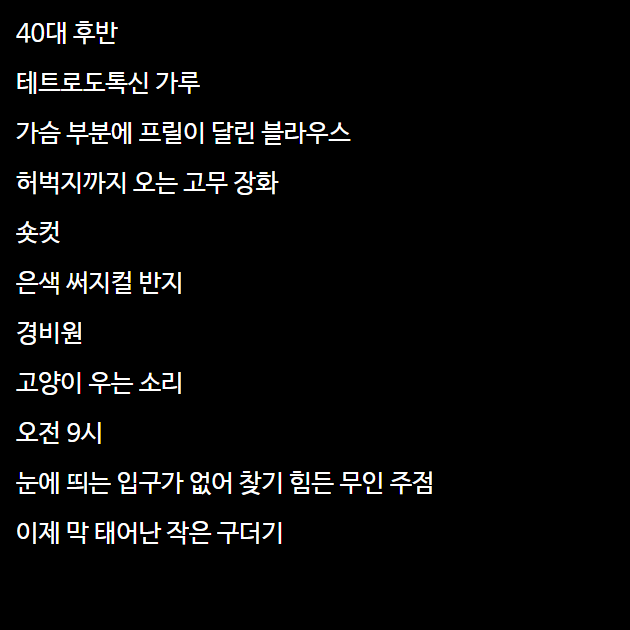 40대 후반
테트로도톡신 가루
가슴 부분에 프릴이 달린 블라우스
허벅지까지 오는 고무 장화
숏컷
은색 써지컬 반지
경비원
고양이 우는 소리
오전 9시
눈에 띄는 입구가 없어 찾기 힘든 무인 주점
이제 막 태어난 작은 구더기